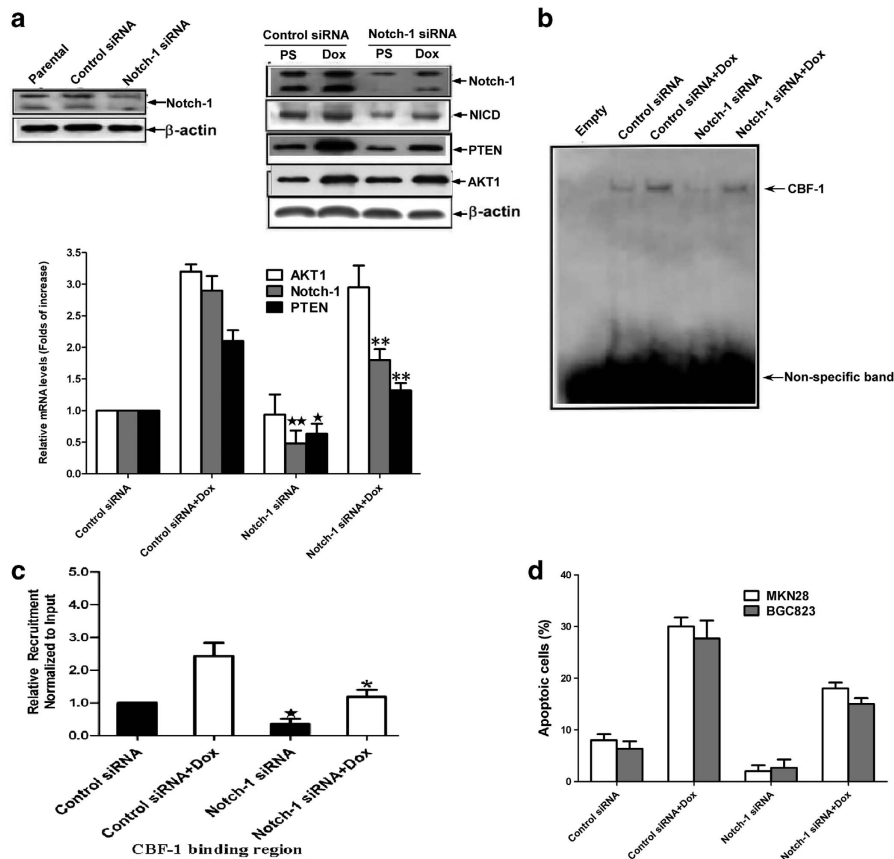 a
Parental
Control siRNA
Notch-1 siRNA
Notch-1
β-actin
Control siRNA Notch-1 siRNA
PS Dox PS Dox
Notch-1
NICD
PTEN
AKT1
β-actin
Relative mRNA levels (Folds of increase)
3.5
3.0
2.5
2.0
1.5
1.0
0.5
0.0
AKT1
Notch-1
PTEN
★★
★
**
**
Control siRNA
Control siRNA+Dox
Notch-1 siRNA
Notch-1 siRNA+Dox
b
Empty
Control siRNA
Control siRNA+Dox
Notch-1 siRNA
Notch-1 siRNA+Dox
CBF-1
Non-specific band
c
Relative Recruitment
Normalized to Input
5.0
4.0
3.0
2.0
1.0
0.0
★
*
Control siRNA
Control siRNA+Dox
Notch-1 siRNA
Notch-1 siRNA+Dox
CBF-1 binding region
d
Apoptoic cells (%)
40
30
20
10
0
MKN28
BGC823
Control siRNA
Control siRNA+Dox
Notch-1 siRNA
Notch-1 siRNA+Dox